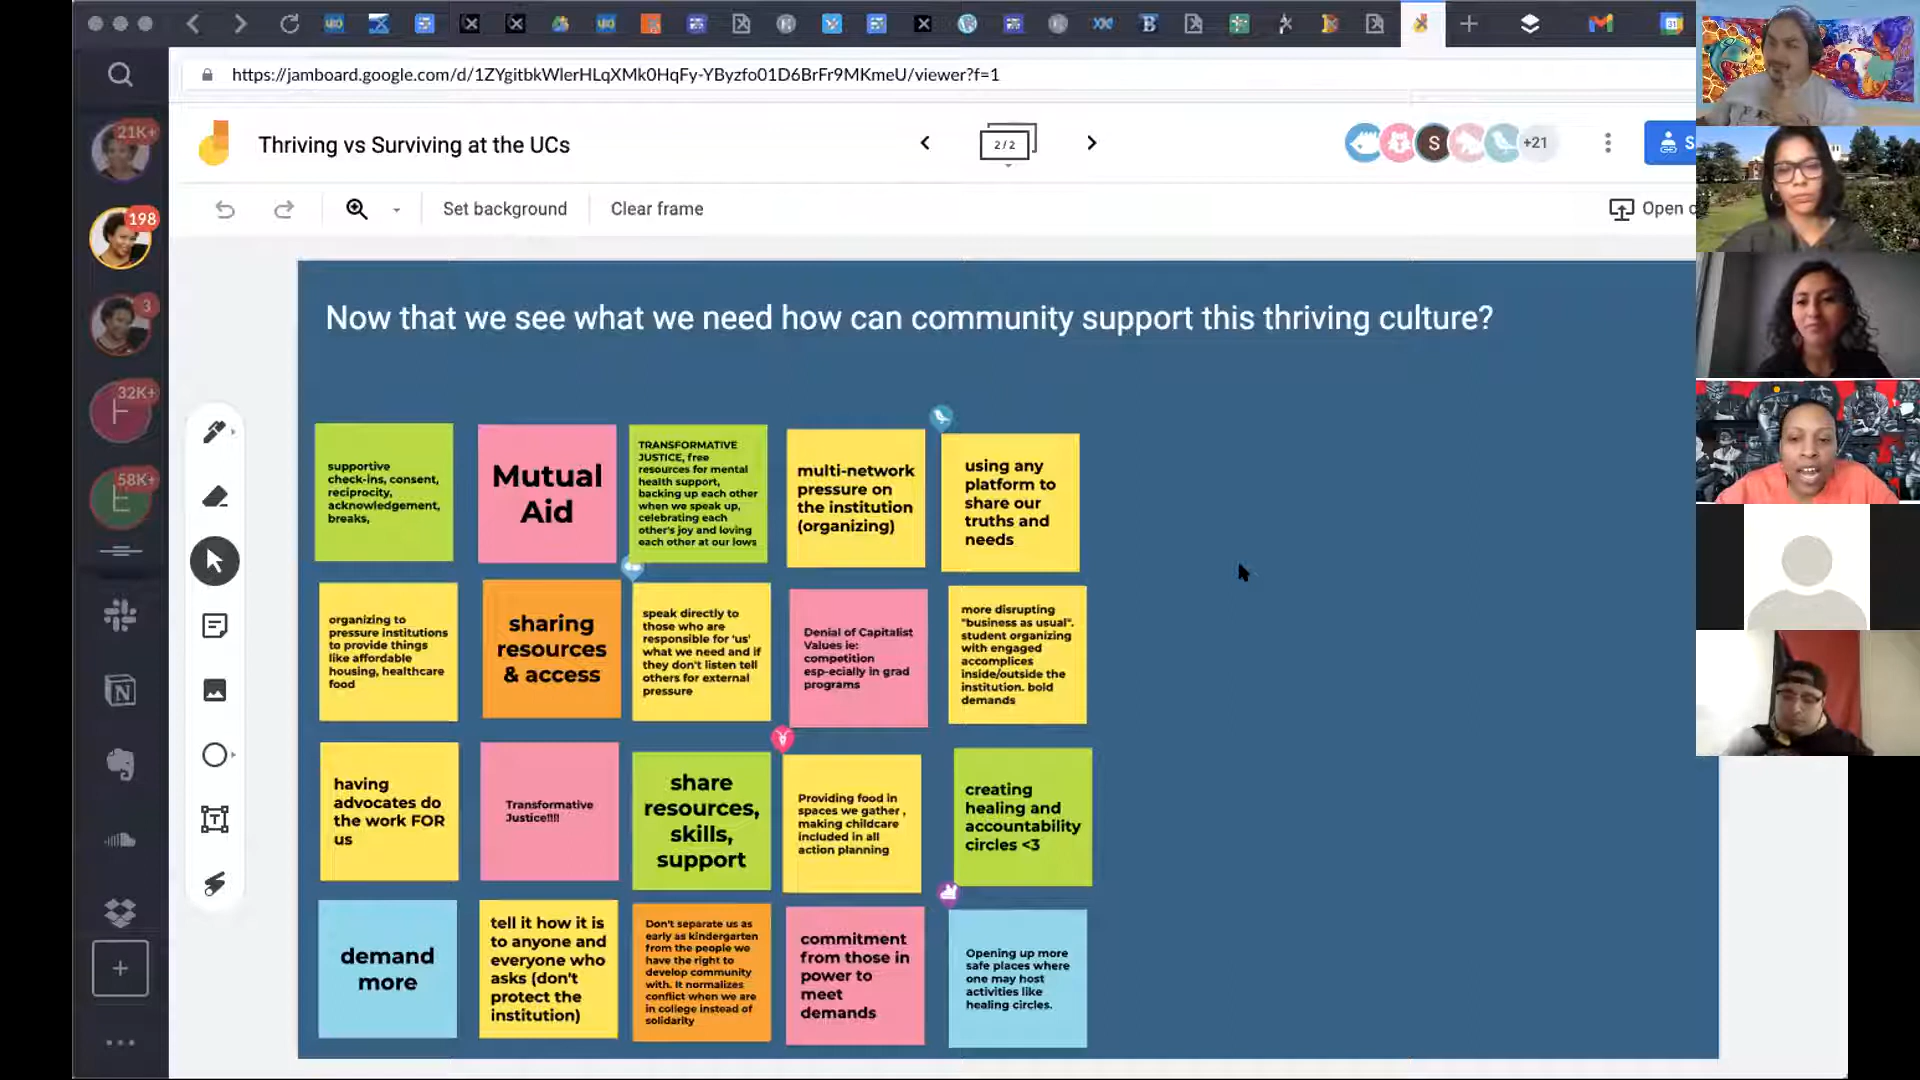 https://jamboard.google.com/d/1ZYgitbkWlerHLqXMk0HqFy-YByzfo01D6BrFr9MKmeU/viewer?f=1
21K+
198
3
32K+
58K+
Thriving vs Surviving at the UCs
2/2
S
+21
S
Set background
Clear frame
Open
Now that we see what we need how can community support this thriving culture?
supportive
check-ins, consent,
reciprocity,
acknowledgement,
breaks,
Mutual
Aid
TRANSFORMATIVE
JUSTICE, free
resources for mental
health support,
backing up each other
when we speak up,
celebrating each
other's joy and loving
each other at our lows
multi-network
pressure on
the institution
(organizing)
using any
platform to
share our
truths and
needs
organizing to
pressure institutions
to provide things
like affordable
housing, healthcare
food
sharing
resources
& access
speak directly to
those who are
responsible for 'us'
what we need and if
they don't listen tell
others for external
pressure
Denial of Capitalist
Values ie:
competition
esp-ecially in grad
programs
more disrupting
"business as usual".
student organizing
with engaged
accomplices
inside/outside the
institution. bold
demands
having
advocates do
the work FOR
us
Transformative
Justice!!!!
share
resources,
skills,
support
Providing food in
spaces we gather ,
making childcare
included in all
action planning
creating
healing and
accountability
circles <3
demand
more
tell it how it is
to anyone and
everyone who
asks (don't
protect the
institution)
Don't separate us as
early as kindergarten
from the people we
have the right to
develop community
with. It normalizes
conflict when we are
in college instead of
solidarity
commitment
from those in
power to
meet
demands
Opening up more
safe places where
one may host
activities like
healing circles.